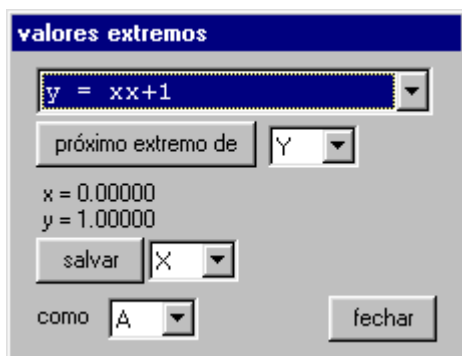 valores extremos
y = xx+1
próximo extremo de Y
x = 0.00000
y = 1.00000
salvar X
como A fechar